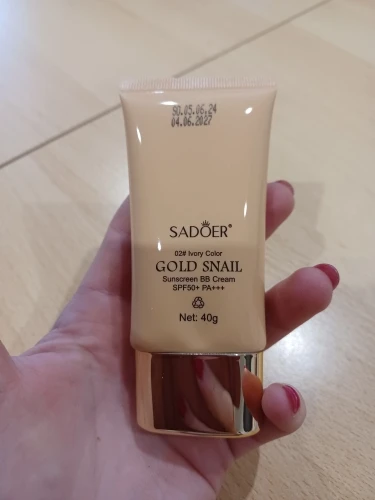 SD.05.06.24
04.06.2027
SADOER®
02# Ivory Color
GOLD SNAIL
Sunscreen BB Cream
SPF50+ PA+++
Net: 40g